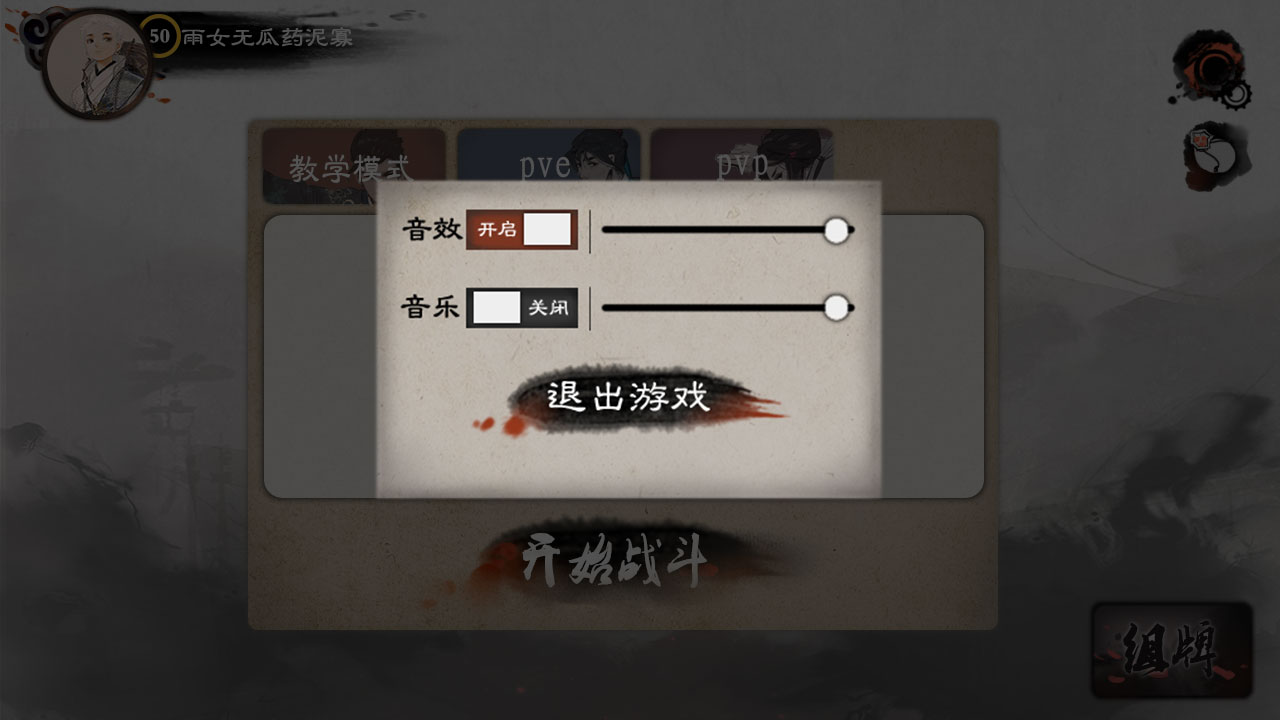 50 雨女无瓜药泥寡
教学模式 pve pvp
音效 开启
音乐 关闭
退出游戏
开始战斗
组牌